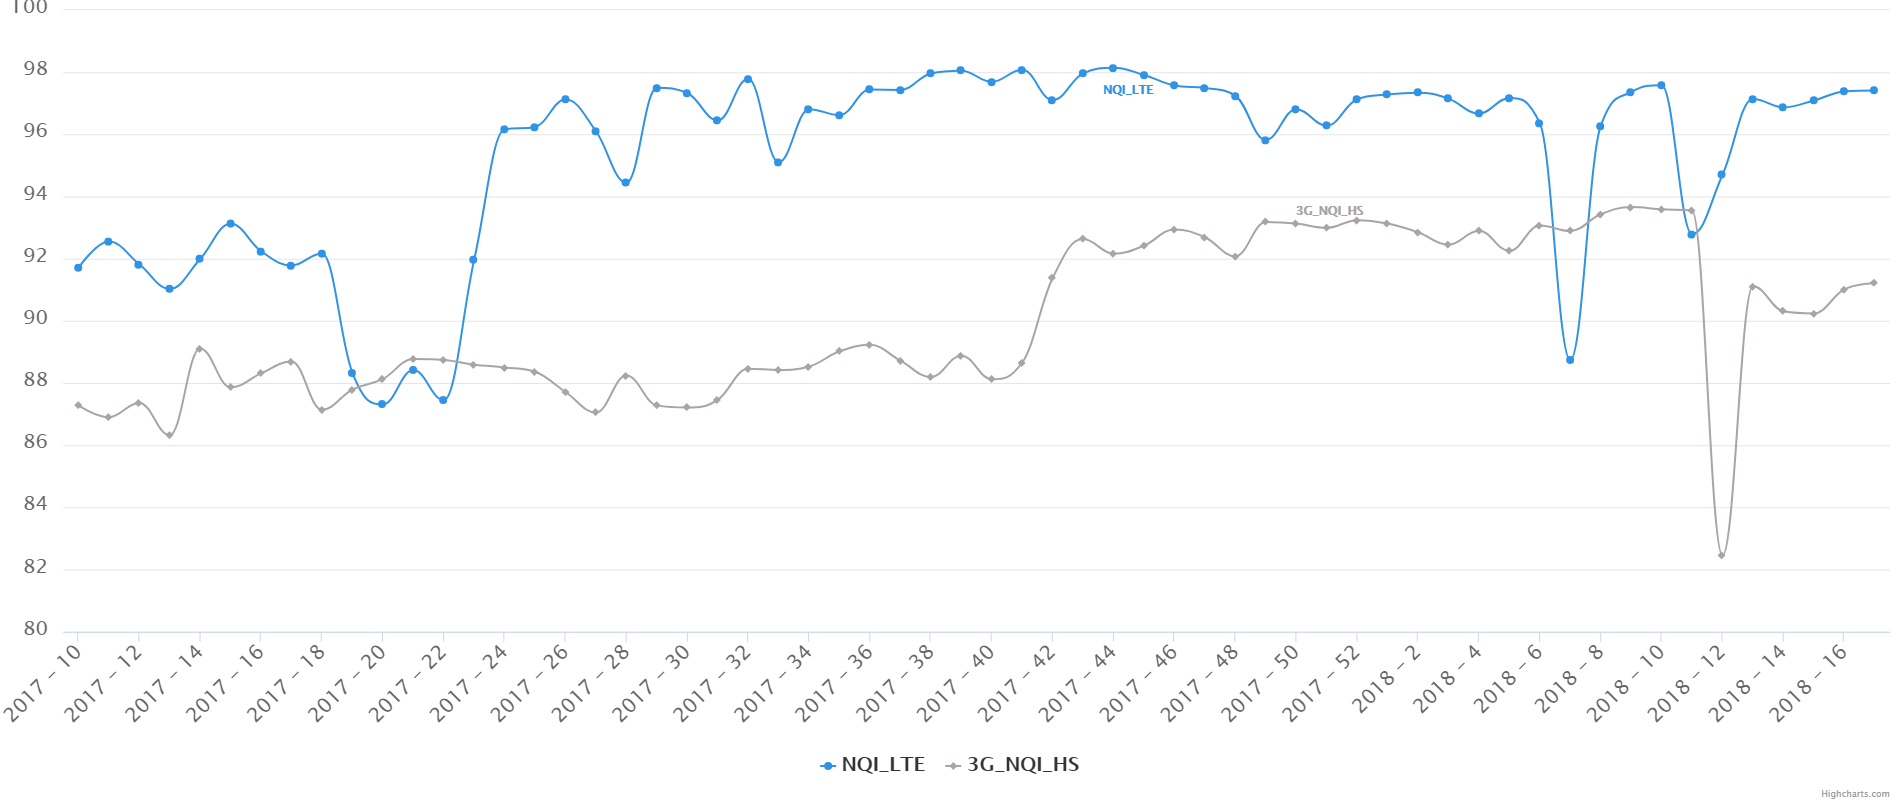 100
98
96
94
92
90
88
86
84
82
80
NQI_LTE
3G_NQI_HS
2017 - 10
2017 - 12
2017 - 14
2017 - 16
2017 - 18
2017 - 20
2017 - 22
2017 - 24
2017 - 26
2017 - 28
2017 - 30
2017 - 32
2017 - 34
2017 - 36
2017 - 38
2017 - 40
2017 - 42
2017 - 44
2017 - 46
2017 - 48
2017 - 50
2017 - 52
2018 - 2
2018 - 4
2018 - 6
2018 - 8
2018 - 10
2018 - 12
2018 - 14
2018 - 16
NQI_LTE 3G_NQI_HS
Highcharts.com